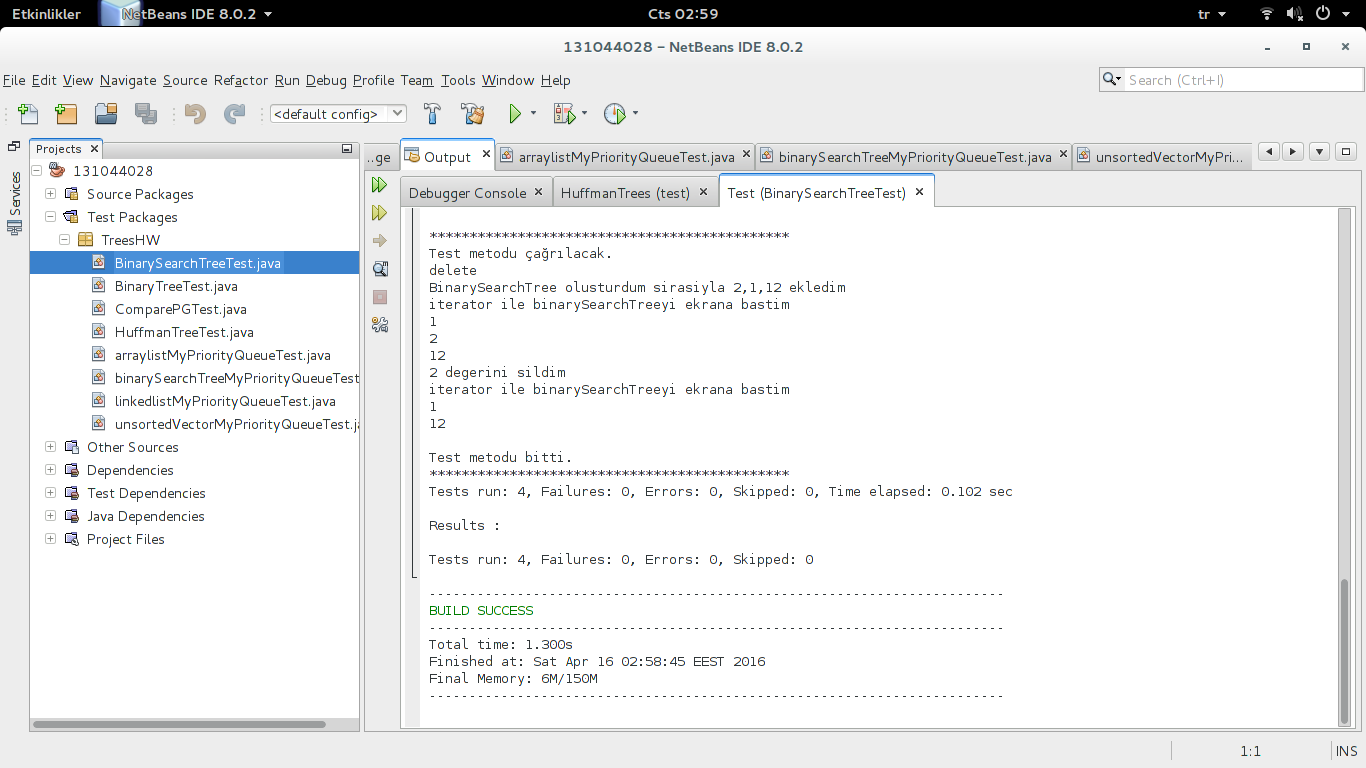 Etkinlikler
NetBeans IDE 8.0.2
Cts 02:59
tr
131044028 - NetBeans IDE 8.0.2
File Edit View Navigate Source Refactor Run Debug Profile Team Tools Window Help
Search (Ctrl+I)
<default config>
Projects
Services
131044028
Source Packages
Test Packages
TreesHW
BinarySearchTreeTest.java
BinaryTreeTest.java
ComparePGTest.java
HuffmanTreeTest.java
arraylistMyPriorityQueueTest.java
binarySearchTreeMyPriorityQueueTest
linkedlistMyPriorityQueueTest.java
unsortedVectorMyPriorityQueueTest.ja
Other Sources
Dependencies
Test Dependencies
Java Dependencies
Project Files
..ge
Output
arraylistMyPriorityQueueTest.java
binarySearchTreeMyPriorityQueueTest.java
unsortedVectorMyPri...
Debugger Console
HuffmanTrees (test)
Test (BinarySearchTreeTest)
*********************************************
Test metodu çağrılacak.
delete
BinarySearchTree olusturdum sirasiyla 2,1,12 ekledim
iterator ile binarySearchTreeyi ekrana bastim
1
2
12
2 degerini sildim
iterator ile binarySearchTreeyi ekrana bastim
1
12
Test metodu bitti.
*********************************************
Tests run: 4, Failures: 0, Errors: 0, Skipped: 0, Time elapsed: 0.102 sec
Results :
Tests run: 4, Failures: 0, Errors: 0, Skipped: 0
------------------------------------------------------------------------
BUILD SUCCESS
------------------------------------------------------------------------
Total time: 1.300s
Finished at: Sat Apr 16 02:58:45 EEST 2016
Final Memory: 6M/150M
------------------------------------------------------------------------
1:1
INS